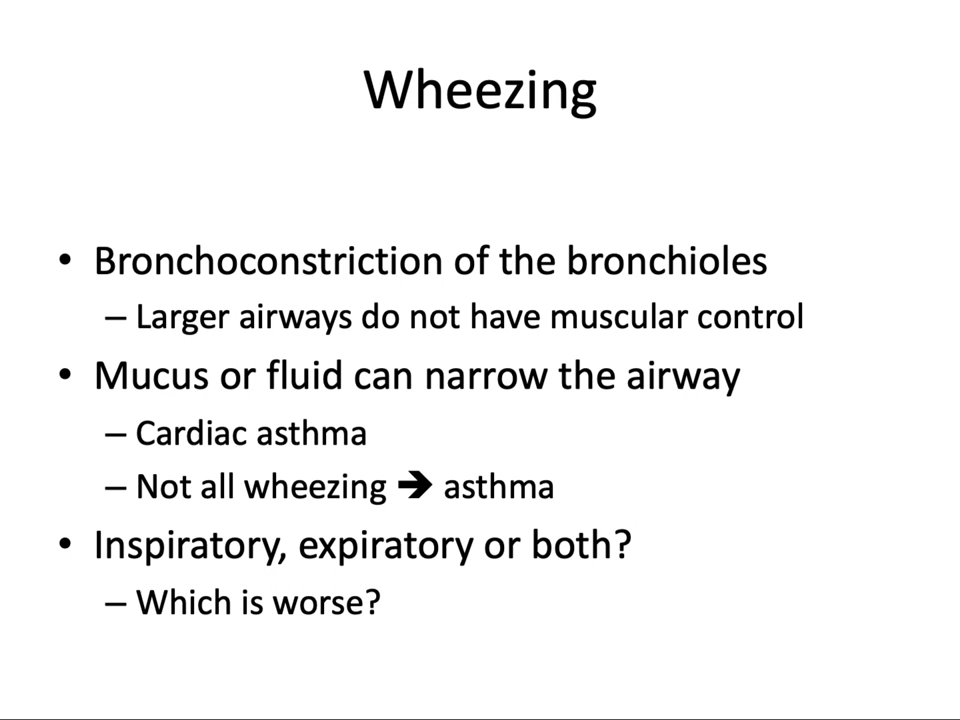 Wheezing
• Bronchoconstriction of the bronchioles
– Larger airways do not have muscular control
• Mucus or fluid can narrow the airway
– Cardiac asthma
– Not all wheezing ➔ asthma
• Inspiratory, expiratory or both?
– Which is worse?